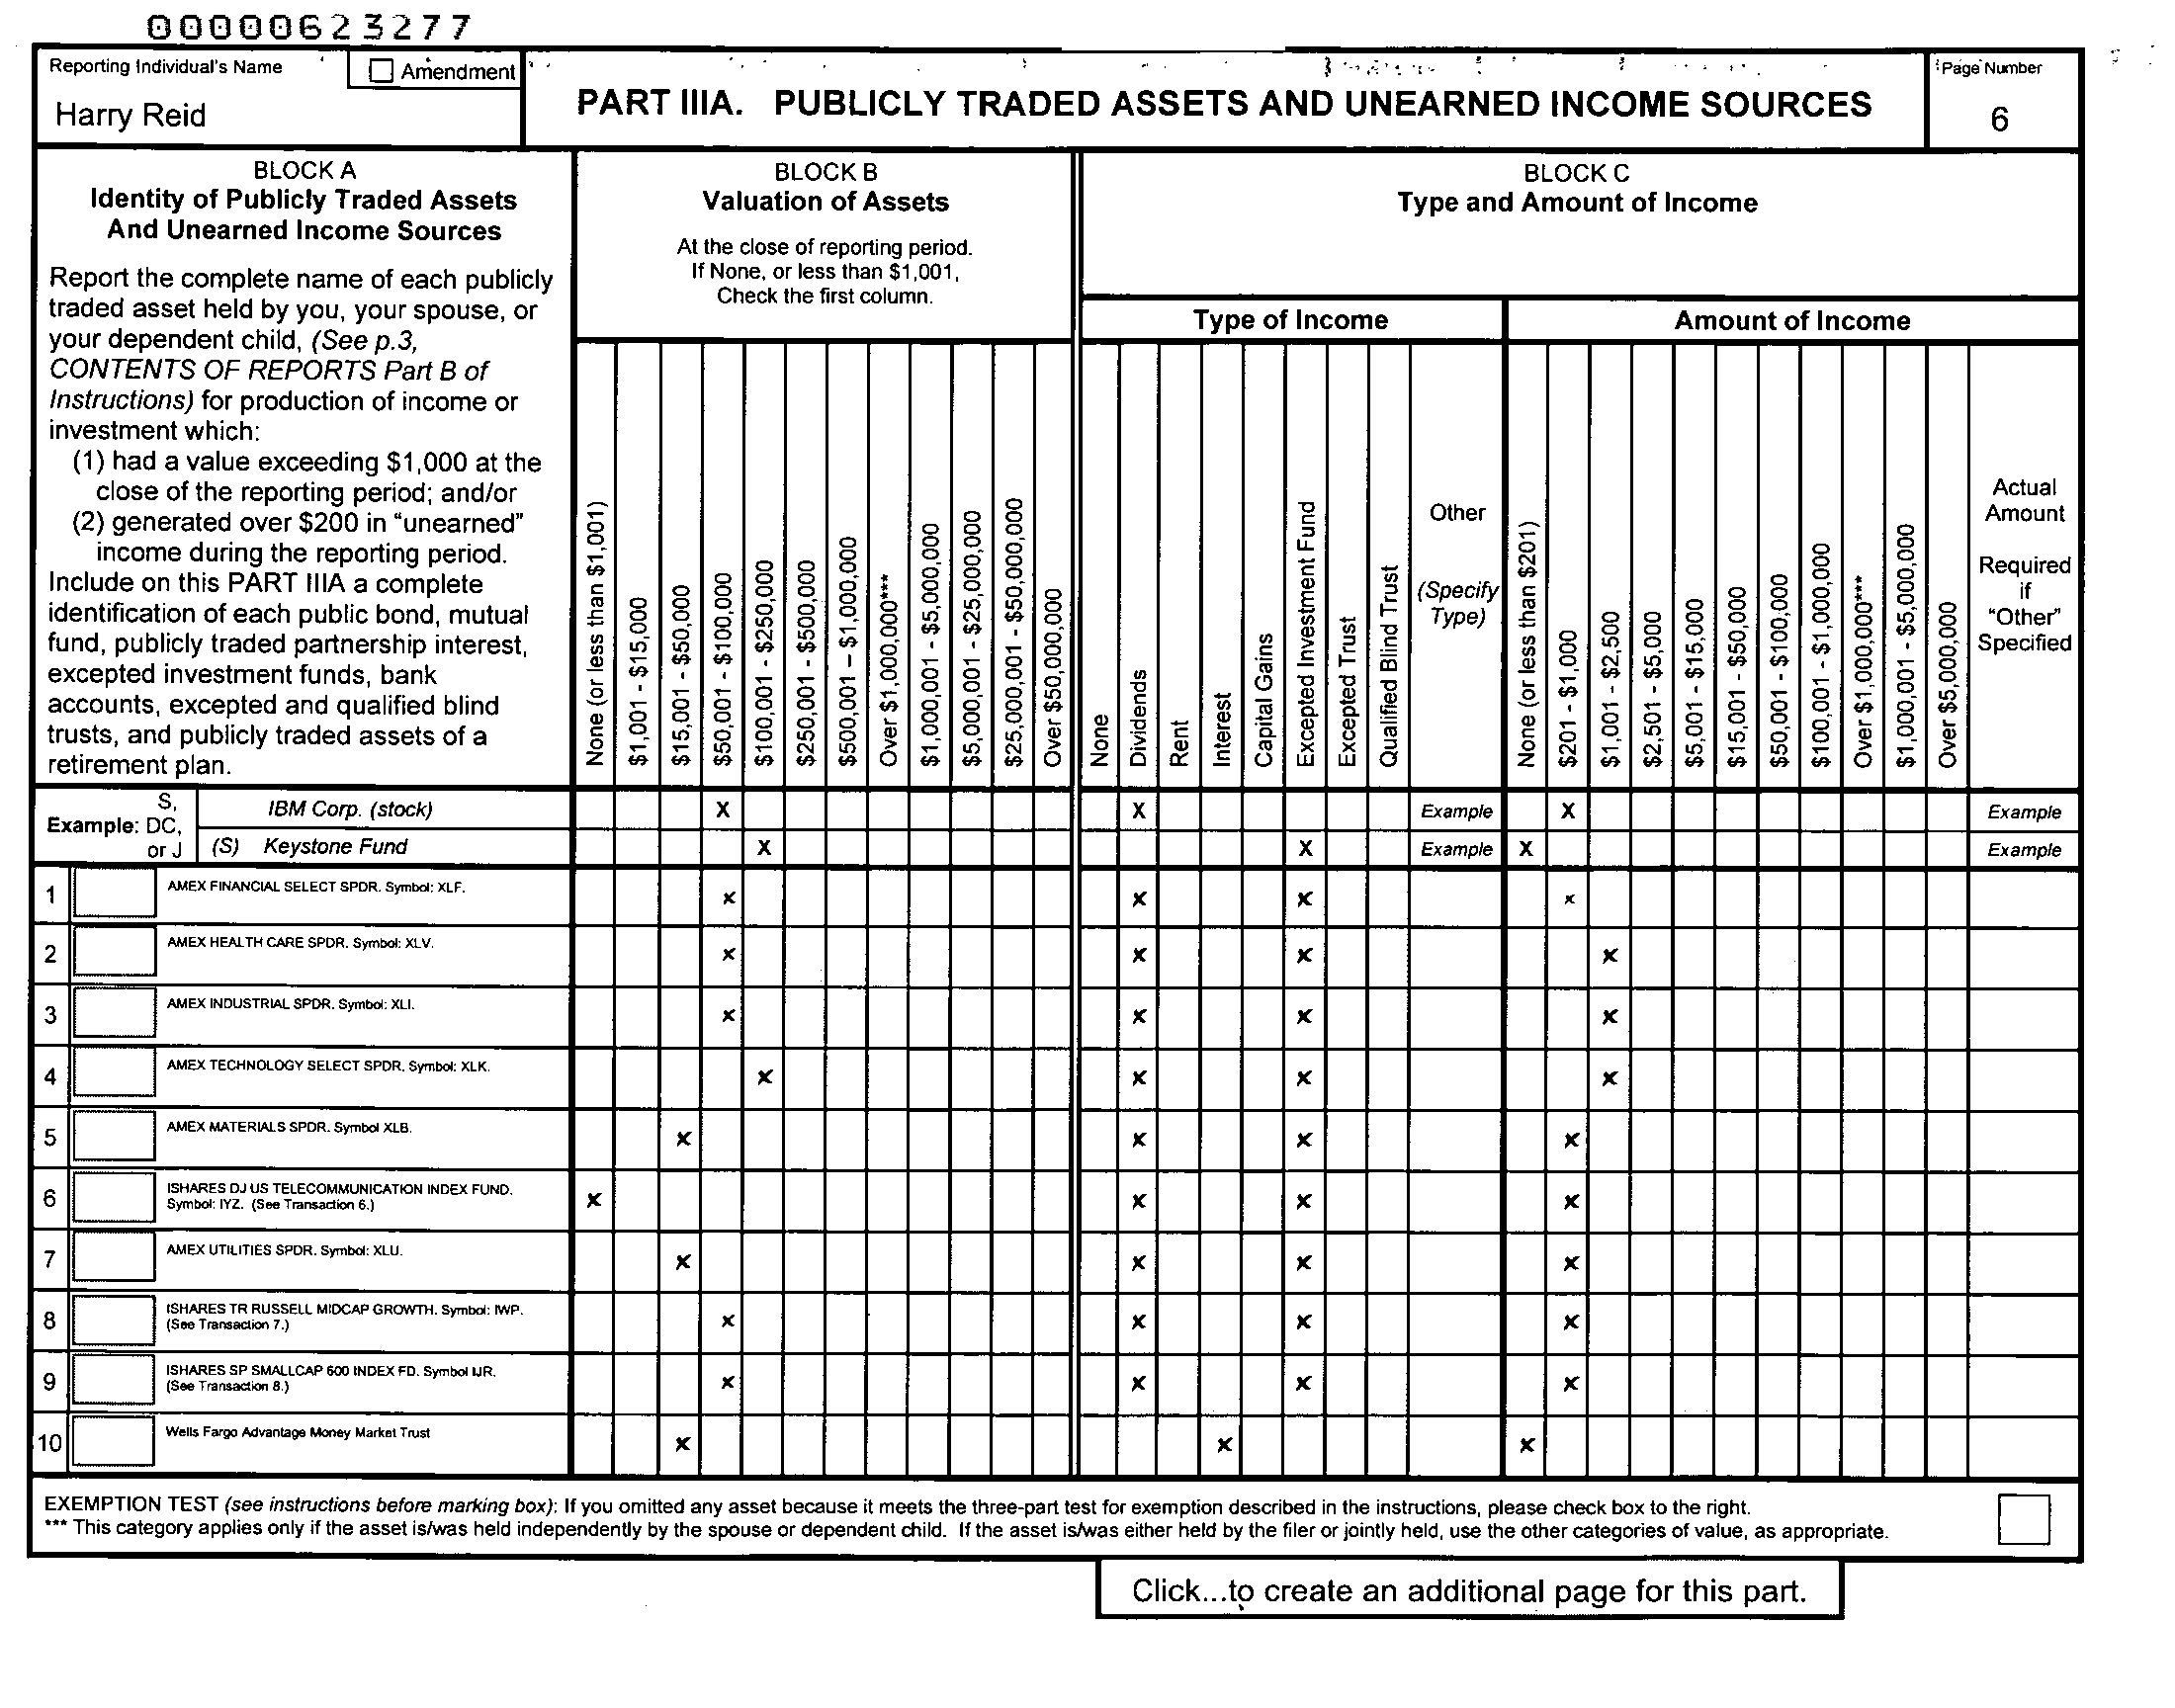 00000623277
Reporting Individual's Name
Amendment
Harry Reid
PART IIIA. PUBLICLY TRADED ASSETS AND UNEARNED INCOME SOURCES
Page Number
6
BLOCK A
Identity of Publicly Traded Assets
And Unearned Income Sources
Report the complete name of each publicly
traded asset held by you, your spouse, or
your dependent child, (See p.3,
CONTENTS OF REPORTS Part B of
Instructions) for production of income or
investment which:
(1) had a value exceeding $1,000 at the
close of the reporting period; and/or
(2) generated over $200 in "unearned"
income during the reporting period.
Include on this PART IIIA a complete
identification of each public bond, mutual
fund, publicly traded partnership interest,
excepted investment funds, bank
accounts, excepted and qualified blind
trusts, and publicly traded assets of a
retirement plan.
BLOCK B
Valuation of Assets
At the close of reporting period.
If None, or less than $1,001,
Check the first column.
None (or less than $1,001)
$1,001 - $15,000
$15,001 - $50,000
$50,001 - $100,000
$100,001 - $250,000
$250,001 - $500,000
$500,001 – $1,000,000
Over $1,000,000***
$1,000,001 - $5,000,000
$5,000,001 - $25,000,000
$25,000,001 - $50,000,000
Over $50,000,000
BLOCK C
Type and Amount of Income
Type of Income
None
Dividends
Rent
Interest
Capital Gains
Excepted Investment Fund
Excepted Trust
Qualified Blind Trust
Other
(Specify
Type)
Amount of Income
None (or less than $201)
$201 - $1,000
$1,001 - $2,500
$2,501 - $5,000
$5,001 - $15,000
$15,001 - $50,000
$50,001 - $100,000
$100,001 - $1,000,000
Over $1,000,000***
$1,000,001 - $5,000,000
Over $5,000,000
Actual
Amount
Required
if
"Other"
Specified
Example: S, DC, or J
IBM Corp. (stock) X X Example X Example
(S) Keystone Fund X X Example X Example
1 AMEX FINANCIAL SELECT SPDR. Symbol: XLF. x x x x
2 AMEX HEALTH CARE SPDR. Symbol: XLV. x x x x
3 AMEX INDUSTRIAL SPDR. Symbol: XLI. x x x x
4 AMEX TECHNOLOGY SELECT SPDR. Symbol: XLK. x x x x
5 AMEX MATERIALS SPDR. Symbol XLB. x x x x
6 ISHARES DJ US TELECOMMUNICATION INDEX FUND.
Symbol: IYZ. (See Transaction 6.) x x x x
7 AMEX UTILITIES SPDR. Symbol: XLU. x x x x
8 ISHARES TR RUSSELL MIDCAP GROWTH. Symbol: IWP.
(See Transaction 7.) x x x x
9 ISHARES SP SMALLCAP 600 INDEX FD. Symbol IJR.
(See Transaction 8.) x x x x
10 Wells Fargo Advantage Money Market Trust x x x
EXEMPTION TEST (see instructions before marking box): If you omitted any asset because it meets the three-part test for exemption described in the instructions, please check box to the right.
*** This category applies only if the asset is/was held independently by the spouse or dependent child. If the asset is/was either held by the filer or jointly held, use the other categories of value, as appropriate.
Click...to create an additional page for this part.